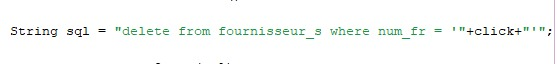 String sql = "delete from fournisseur_s where num_fr = '"+click+"'";